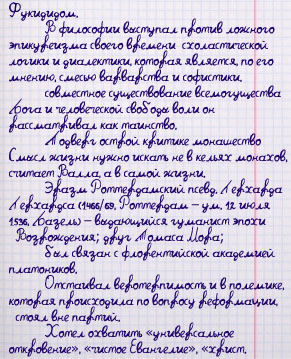 Фукидидом.
В философии выступал против ложного
эпикуреизма своего времени схоластической
логики и диалектики, которая является, по его
мнению, смесью варварства и софистики.
совместное существование всемогущества
Бога и человеческой свободы воли он
рассматривал как таинство.
Подверг острой критике монашество
Смысл жизни нужно искать не в кельях монахов,
считает Валла, а в самой жизни.
Эразм Роттердамский псевд. Герхарда
Герхардса (1466/69, Роттердам – ум. 12 июля
1536, Базель) – выдающийся гуманист эпохи
Возрождения; друг Томаса Мора;
был связан с флорентийской академией
платоников.
Отстаивал веротерпимость и в полемике,
которая происходила по вопросу реформации,
стоял вне партий.
Хотел охватить «универсальное
откровение», «чистое Евангелие», «христ.